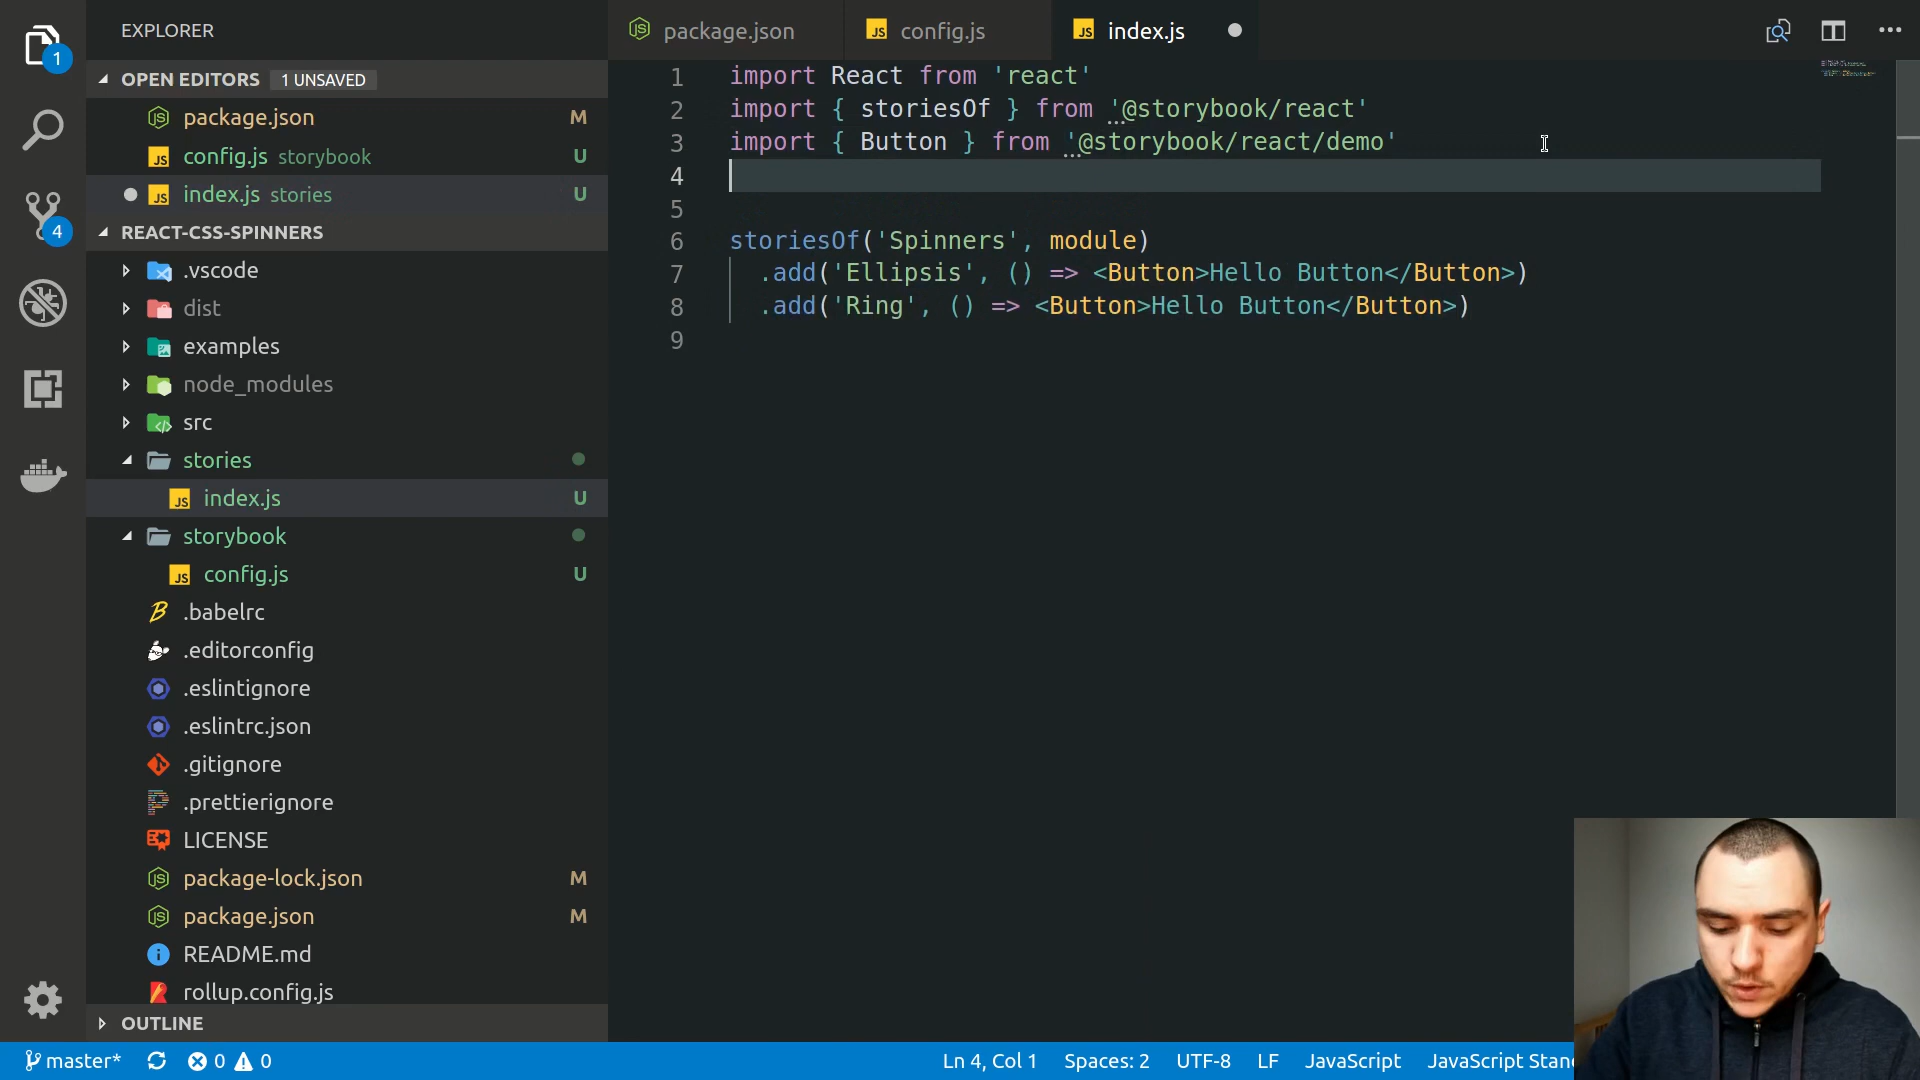 EXPLORER
OPEN EDITORS 1 UNSAVED
package.json M
config.js storybook U
index.js stories U
REACT-CSS-SPINNERS
.vscode
dist
examples
node_modules
src
stories
index.js U
storybook
config.js U
.babelrc
.editorconfig
.eslintignore
.eslintrc.json
.gitignore
.prettierignore
LICENSE
package-lock.json M
package.json M
README.md
rollup.config.js
OUTLINE
1
4
package.json
config.js
index.js
1 import React from 'react'
2 import { storiesOf } from '@storybook/react'
3 import { Button } from '@storybook/react/demo'
4
5
6 storiesOf('Spinners', module)
7 .add('Ellipsis', () => <Button>Hello Button</Button>)
8 .add('Ring', () => <Button>Hello Button</Button>)
9
master* 0 0 Ln 4, Col 1 Spaces: 2 UTF-8 LF JavaScript JavaScript Stan